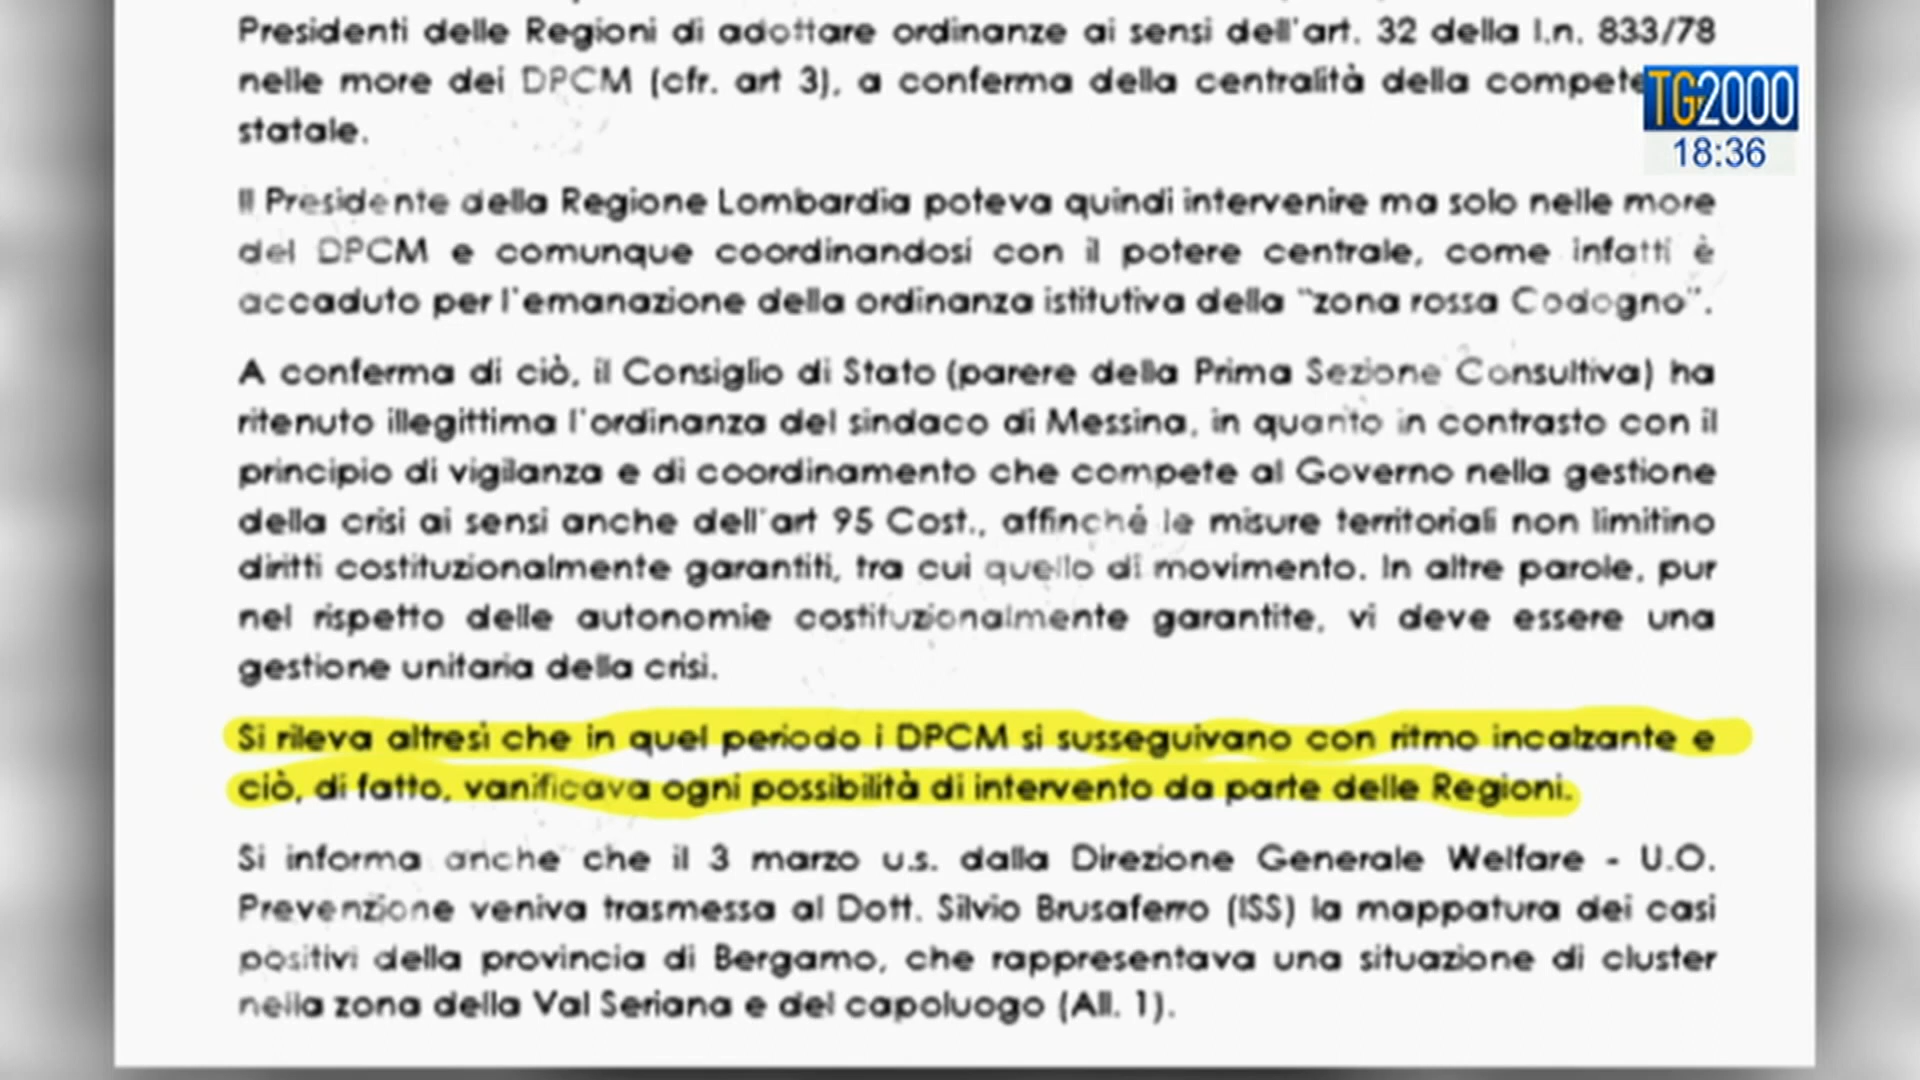 Presidenti delle Regioni di adottare ordinanze ai sensi dell'art. 32 della l.n. 833/78
nelle more dei DPCM (cfr. art 3), a conferma della centralità della compete
statale.
TG2000
18:36
Il Presidente della Regione Lombardia poteva quindi intervenire ma solo nelle more
del DPCM e comunque coordinandosi con il potere centrale, come infatti è
accaduto per l'emanazione della ordinanza istitutiva della "zona rossa Codogno".
A conferma di ciò, il Consiglio di Stato (parere della Prima Sezione Consultiva) ha
ritenuto illegittima l'ordinanza del sindaco di Messina, in quanto in contrasto con il
principio di vigilanza e di coordinamento che compete al Governo nella gestione
della crisi ai sensi anche dell'art 95 Cost., affinché le misure territoriali non limitino
diritti costituzionalmente garantiti, tra cui quello di movimento. In altre parole, pur
nel rispetto delle autonomie costituzionalmente garantite, vi deve essere una
gestione unitaria della crisi.
Si rileva altresì che in quel periodo i DPCM si susseguivano con ritmo incalzante e
ciò, di fatto, vanificava ogni possibilità di intervento da parte delle Regioni.
Si informa anche che il 3 marzo u.s. dalla Direzione Generale Welfare - U.O.
Prevenzione veniva trasmessa al Dott. Silvio Brusaferro (ISS) la mappatura dei casi
positivi della provincia di Bergamo, che rappresentava una situazione di cluster
nella zona della Val Seriana e del capoluogo (All. 1).